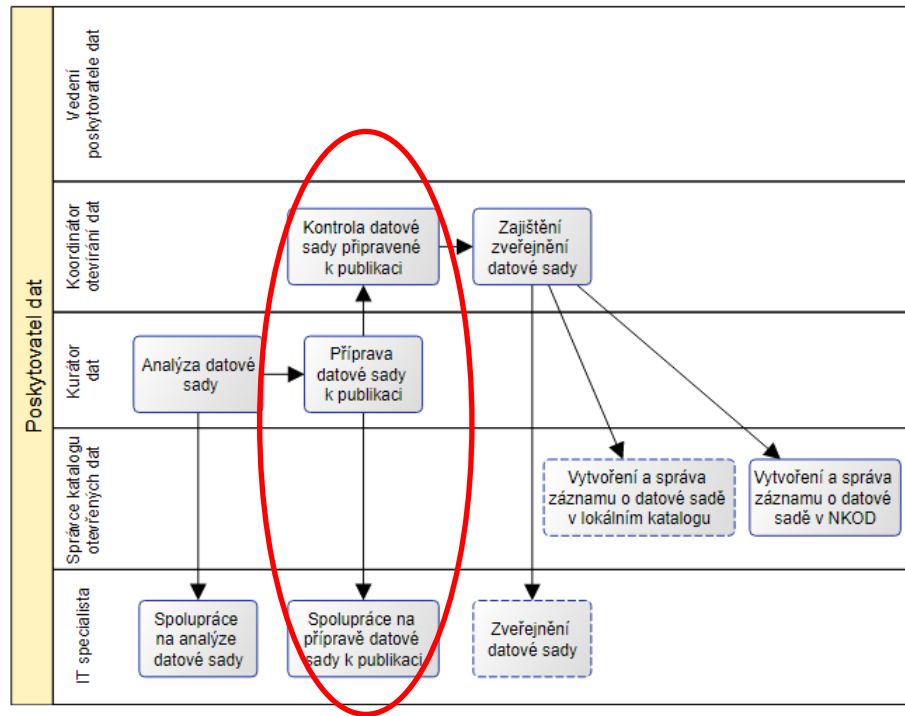 Poskytovatel dat
Vedení
poskytovatele dat
Koordinátor
otevírání dat
Kontrola datové
sady připravené
k publikaci
Zajištění
zveřejnění
datové sady
Kurátor
dat
Analýza datové
sady
Příprava
datové sady
k publikaci
Správce katalogu
otevřených dat
Vytvoření a správa
záznamu o datové sadě
v lokálním katalogu
Vytvoření a správa
záznamu o datové
sadě v NKOD
IT specialista
Spolupráce
na analýze
datové sady
Spolupráce na
přípravě datové
sady k publikaci
Zveřejnění
datové sady